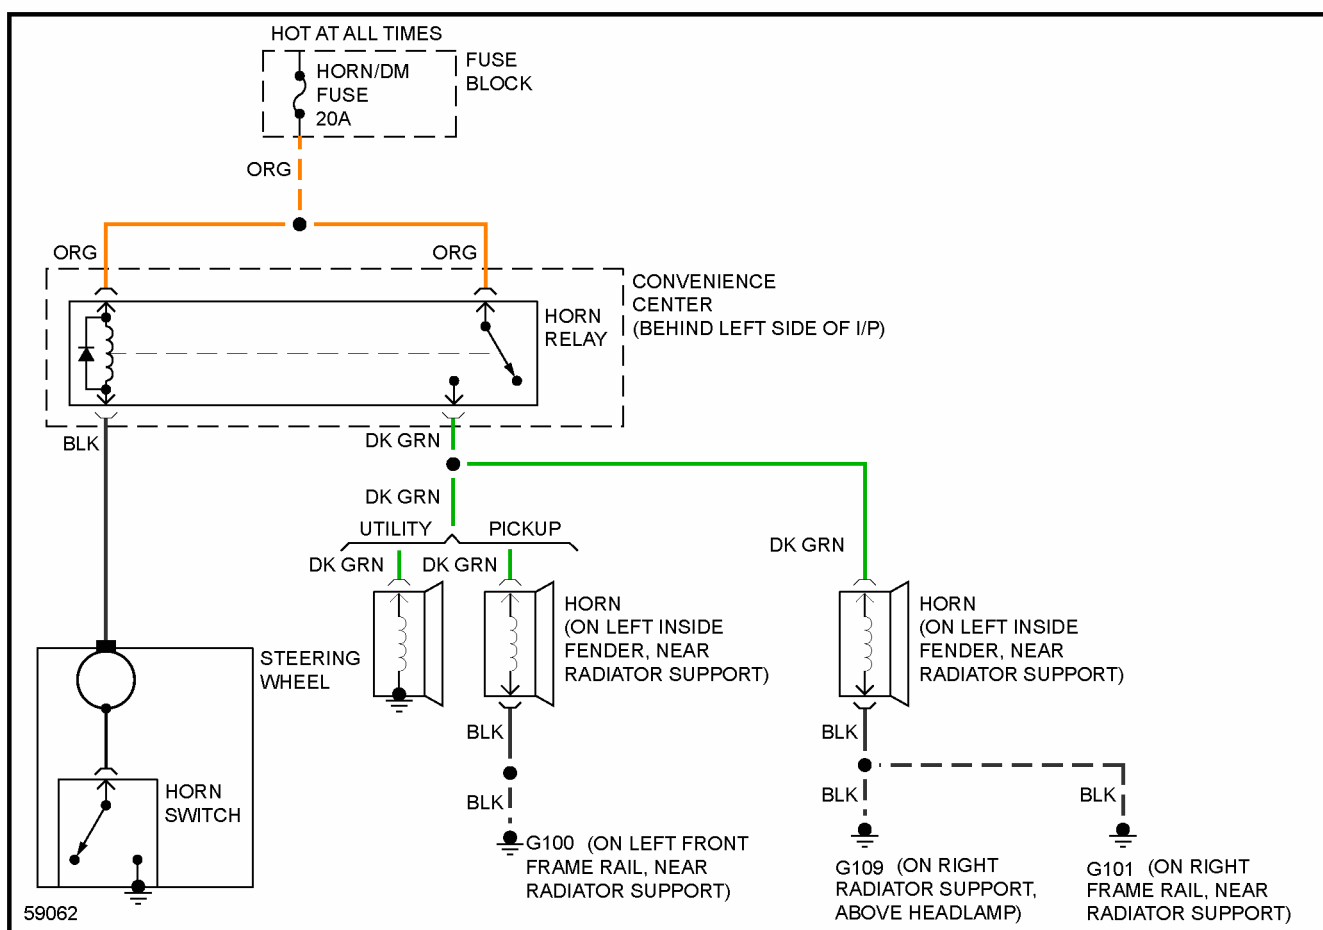 HOT AT ALL TIMES
HORN/DM
FUSE
20A
FUSE
BLOCK
ORG
ORG
ORG
CONVENIENCE
CENTER
(BEHIND LEFT SIDE OF I/P)
HORN
RELAY
BLK
DK GRN
DK GRN
UTILITY
PICKUP
DK GRN
DK GRN
DK GRN
HORN
(ON LEFT INSIDE
FENDER, NEAR
RADIATOR SUPPORT)
HORN
(ON LEFT INSIDE
FENDER, NEAR
RADIATOR SUPPORT)
STEERING
WHEEL
BLK
BLK
HORN
SWITCH
BLK
BLK
BLK
G100 (ON LEFT FRONT
FRAME RAIL, NEAR
RADIATOR SUPPORT)
G109 (ON RIGHT
RADIATOR SUPPORT,
ABOVE HEADLAMP)
G101 (ON RIGHT
FRAME RAIL, NEAR
RADIATOR SUPPORT)
59062